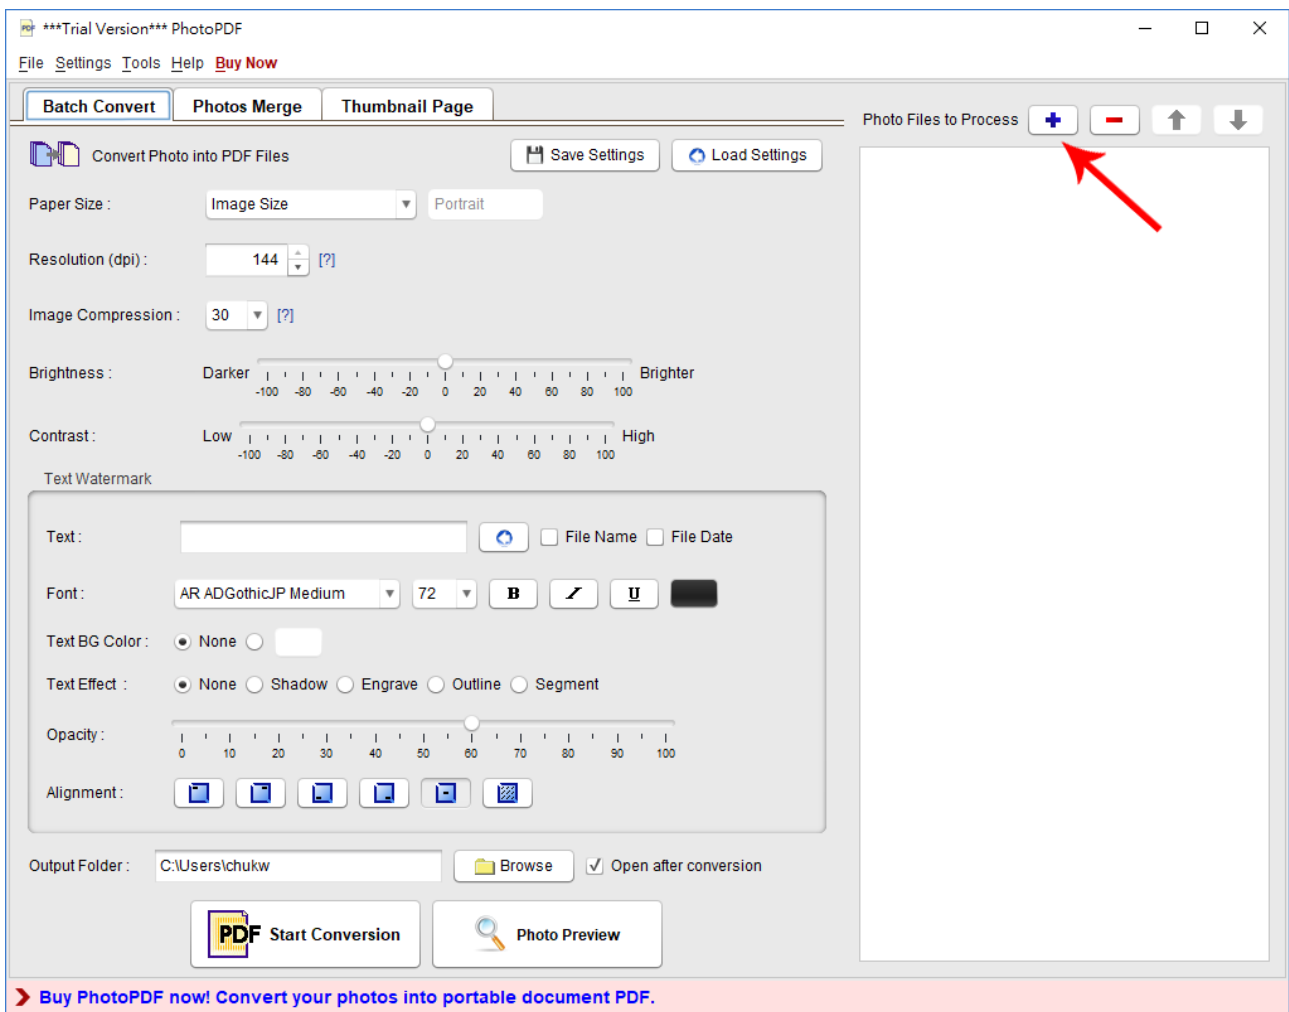 ***Trial Version*** PhotoPDF
File Settings Tools Help Buy Now
Batch Convert Photos Merge Thumbnail Page
Photo Files to Process
Convert Photo into PDF Files Save Settings Load Settings
Paper Size : Image Size Portrait
Resolution (dpi) : 144 [?]
Image Compression : 30 [?]
Brightness : Darker Brighter
-100 -80 -60 -40 -20 0 20 40 60 80 100
Contrast : Low High
-100 -80 -60 -40 -20 0 20 40 60 80 100
Text Watermark
Text : File Name File Date
Font : AR ADGothicJP Medium 72 B I U
Text BG Color : None
Text Effect : None Shadow Engrave Outline Segment
Opacity :
0 10 20 30 40 50 60 70 80 90 100
Alignment :
Output Folder : C:\Users\chukw Browse Open after conversion
PDF Start Conversion Photo Preview
Buy PhotoPDF now! Convert your photos into portable document PDF.